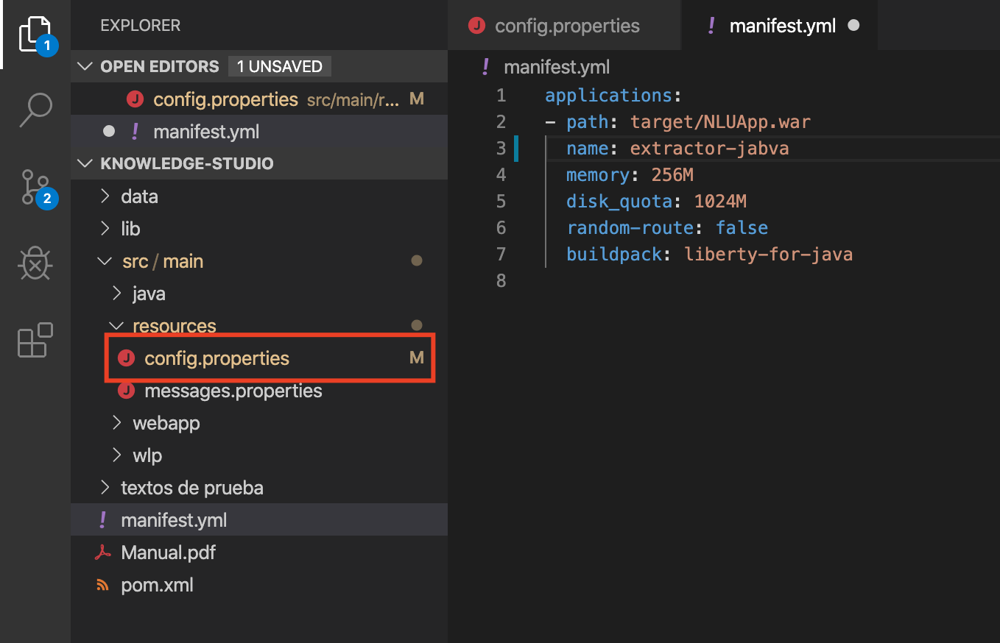 EXPLORER
1
OPEN EDITORS 1 UNSAVED
J config.properties src/main/r... M
! manifest.yml
KNOWLEDGE-STUDIO
data
lib
src / main
java
resources
J config.properties M
J messages.properties
webapp
wlp
textos de prueba
! manifest.yml
Manual.pdf
pom.xml
2
J config.properties
! manifest.yml
! manifest.yml
1 applications:
2 - path: target/NLUApp.war
3 name: extractor-jabva
4 memory: 256M
5 disk_quota: 1024M
6 random-route: false
7 buildpack: liberty-for-java
8